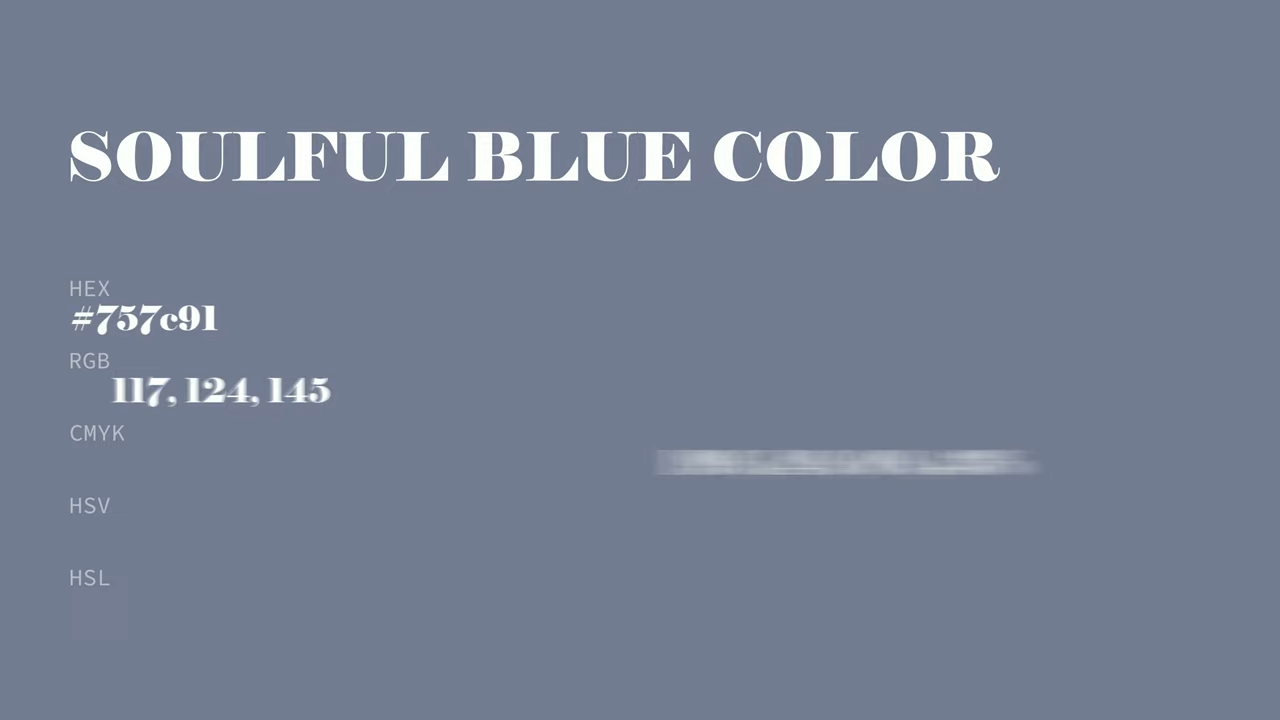 SOULFUL BLUE COLOR
HEX
#757c91
RGB
117, 124, 145
CMYK
HSV
HSL